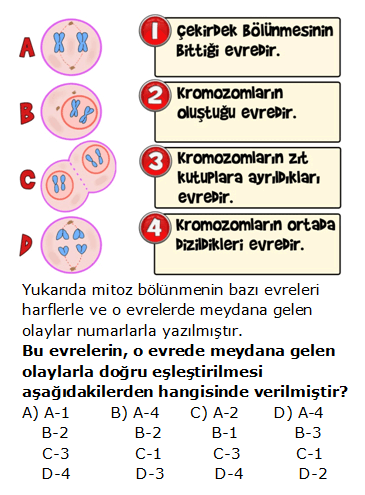 A
1 Çekirdek Bölünmesinin
Bittiği evredir.
B
2 Kromozomların
oluştuğu evredir.
C
3 Kromozomların zıt
kutuplara ayrıldıkları
evredir.
D
4 Kromozomların ortada
Dizildikleri evredir.
Yukarıda mitoz bölünmenin bazı evreleri
harflerle ve o evrelerde meydana gelen
olaylar numarlarla yazılmıştır.
Bu evrelerin, o evrede meydana gelen
olaylarla doğru eşleştirilmesi
aşağıdakilerden hangisinde verilmiştir?
A) A-1 B) A-4 C) A-2 D) A-4
B-2 B-2 B-1 B-3
C-3 C-1 C-3 C-1
D-4 D-3 D-4 D-2